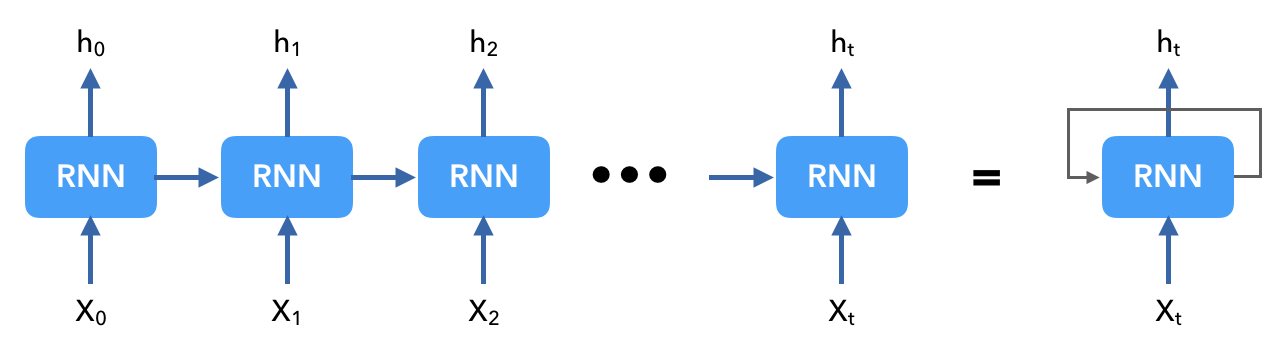 h₀ h₁ h₂ hₜ hₜ
RNN RNN RNN ••• RNN = RNN
X₀ X₁ X₂ Xₜ Xₜ